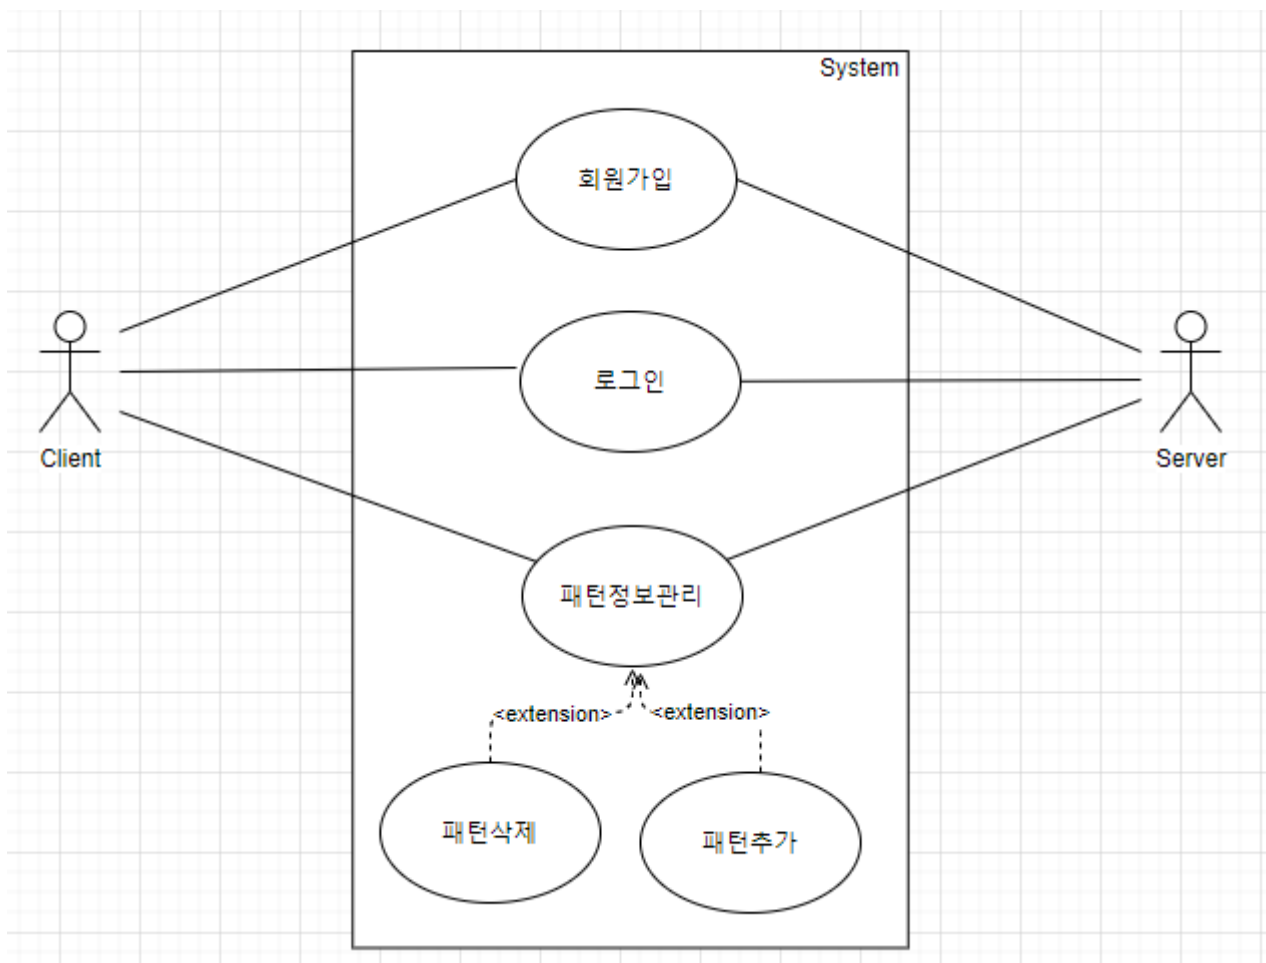 System
회원가입
로그인
Client
Server
패턴정보관리
<extension>
<extension>
패턴삭제
패턴추가